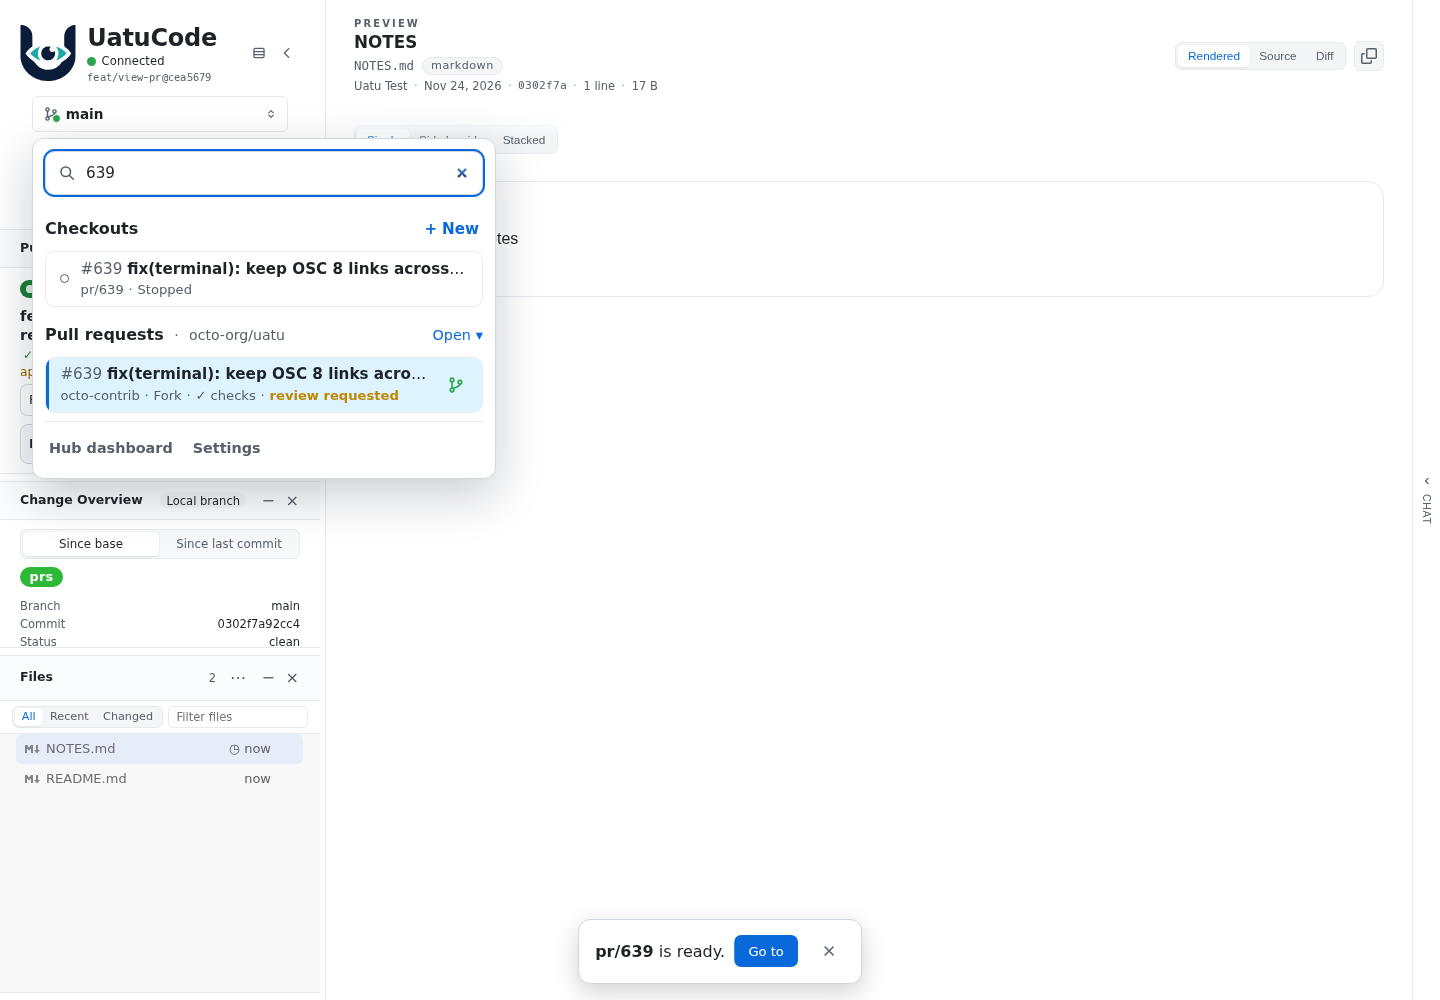 UatuCode
Connected
feat/view-pr@cea5679
main
639
Checkouts
+ New
#639 fix(terminal): keep OSC 8 links across...
pr/639 · Stopped
Pull requests · octo-org/uatu
Open ▾
#639 fix(terminal): keep OSC 8 links acro...
octo-contrib · Fork · ✓ checks · review requested
Hub dashboard Settings
Change Overview Local branch
Since base Since last commit
prs
Branch main
Commit 0302f7a92cc4
Status clean
Files 2 ···
All Recent Changed Filter files
NOTES.md now
README.md now
PREVIEW
NOTES
NOTES.md markdown
Uatu Test · Nov 24, 2026 · 0302f7a · 1 line · 17 B
Rendered Source Diff
Stacked
tes
CHAT
pr/639 is ready. Go to